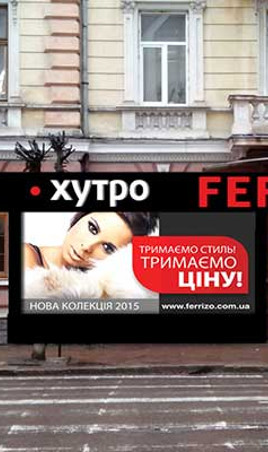 • хутро FER
ТРИМАЄМО СТИЛЬ!
ТРИМАЄМО
ЦІНУ!
НОВА КОЛЕКЦІЯ 2015 www.ferrizo.com.ua